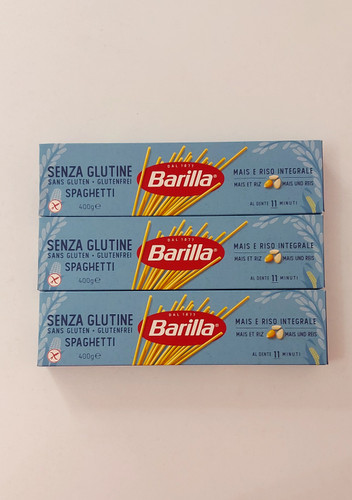 SENZA GLUTINE
SANS GLUTEN • GLUTENFREI
SPAGHETTI
400g e
DAL 1877
Barilla
MAIS E RISO INTEGRALE
MAIS ET RIZ MAIS UND REIS
AL DENTE 11 MINUTI
SENZA GLUTINE
SANS GLUTEN • GLUTENFREI
SPAGHETTI
400g e
DAL 1877
Barilla
MAIS E RISO INTEGRALE
MAIS ET RIZ MAIS UND REIS
AL DENTE 11 MINUTI
SENZA GLUTINE
SANS GLUTEN • GLUTENFREI
SPAGHETTI
400g e
DAL 1877
Barilla
MAIS E RISO INTEGRALE
MAIS ET RIZ MAIS UND REIS
AL DENTE 11 MINUTI